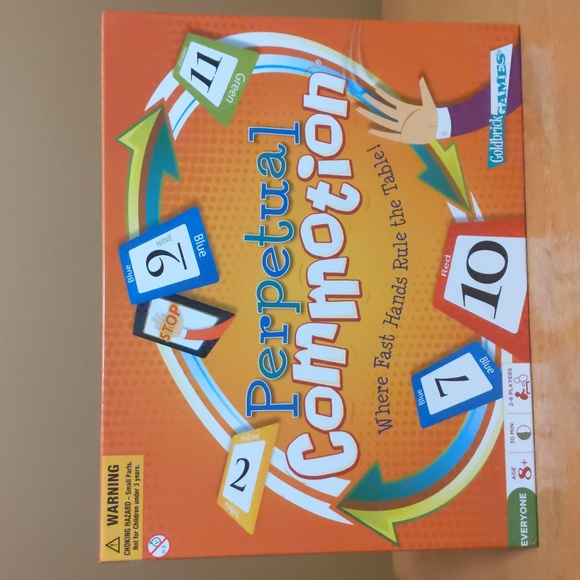 WARNING
CHOKING HAZARD – Small Parts.
Not for Children under 3 years.
0-3
Green
11
Goldbrick
GAMES®
Perpetual
Commotion®
Where Fast Hands Rule the Table!
Blue
9
NINE
Blue
STOP
Yellow
2
Red
10
Blue
7
Blue
EVERYONE
AGE
8+
30 MIN.
2-6 PLAYERS